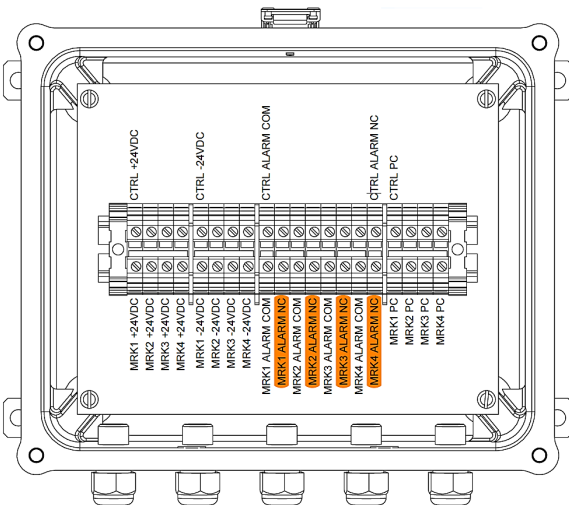 CTRL +24VDC
CTRL -24VDC
CTRL ALARM COM
CTRL ALARM NC
CTRL PC
MRK1 +24VDC
MRK2 +24VDC
MRK3 +24VDC
MRK4 +24VDC
MRK1 -24VDC
MRK2 -24VDC
MRK3 -24VDC
MRK4 -24VDC
MRK1 ALARM COM
MRK1 ALARM NC
MRK2 ALARM COM
MRK2 ALARM NC
MRK3 ALARM COM
MRK3 ALARM NC
MRK4 ALARM COM
MRK4 ALARM NC
MRK1 PC
MRK2 PC
MRK3 PC
MRK4 PC